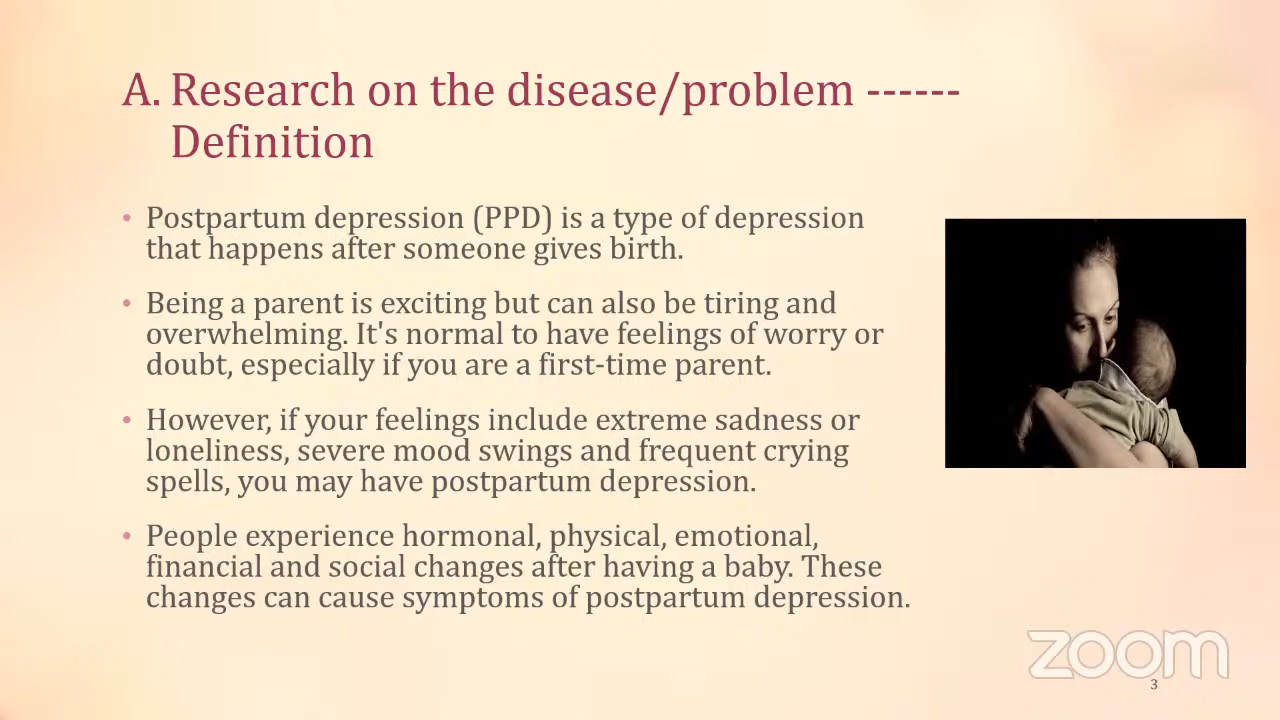 A. Research on the disease/problem ------
Definition
• Postpartum depression (PPD) is a type of depression
that happens after someone gives birth.
• Being a parent is exciting but can also be tiring and
overwhelming. It's normal to have feelings of worry or
doubt, especially if you are a first-time parent.
• However, if your feelings include extreme sadness or
loneliness, severe mood swings and frequent crying
spells, you may have postpartum depression.
• People experience hormonal, physical, emotional,
financial and social changes after having a baby. These
changes can cause symptoms of postpartum depression.
zoom
3